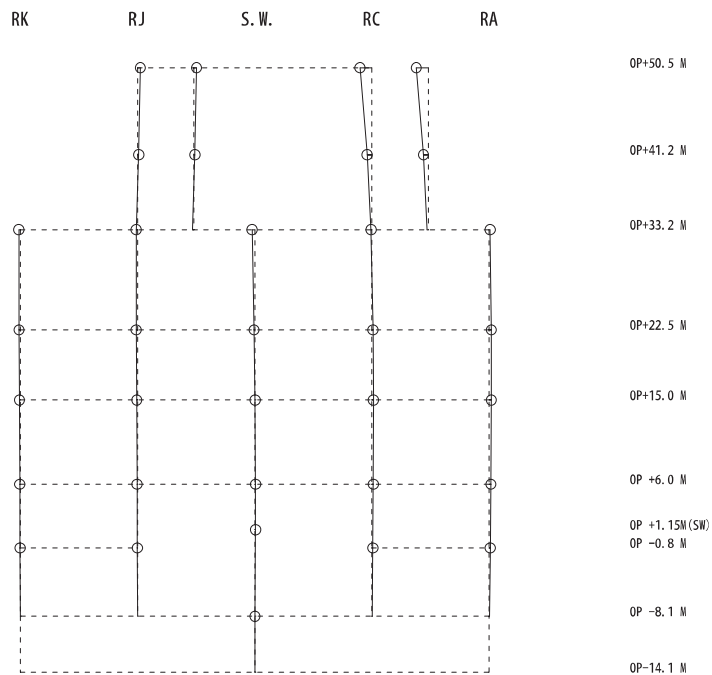 RK RJ S.W. RC RA
OP+50.5 M
OP+41.2 M
OP+33.2 M
OP+22.5 M
OP+15.0 M
OP +6.0 M
OP +1.15M(SW)
OP -0.8 M
OP -8.1 M
OP-14.1 M